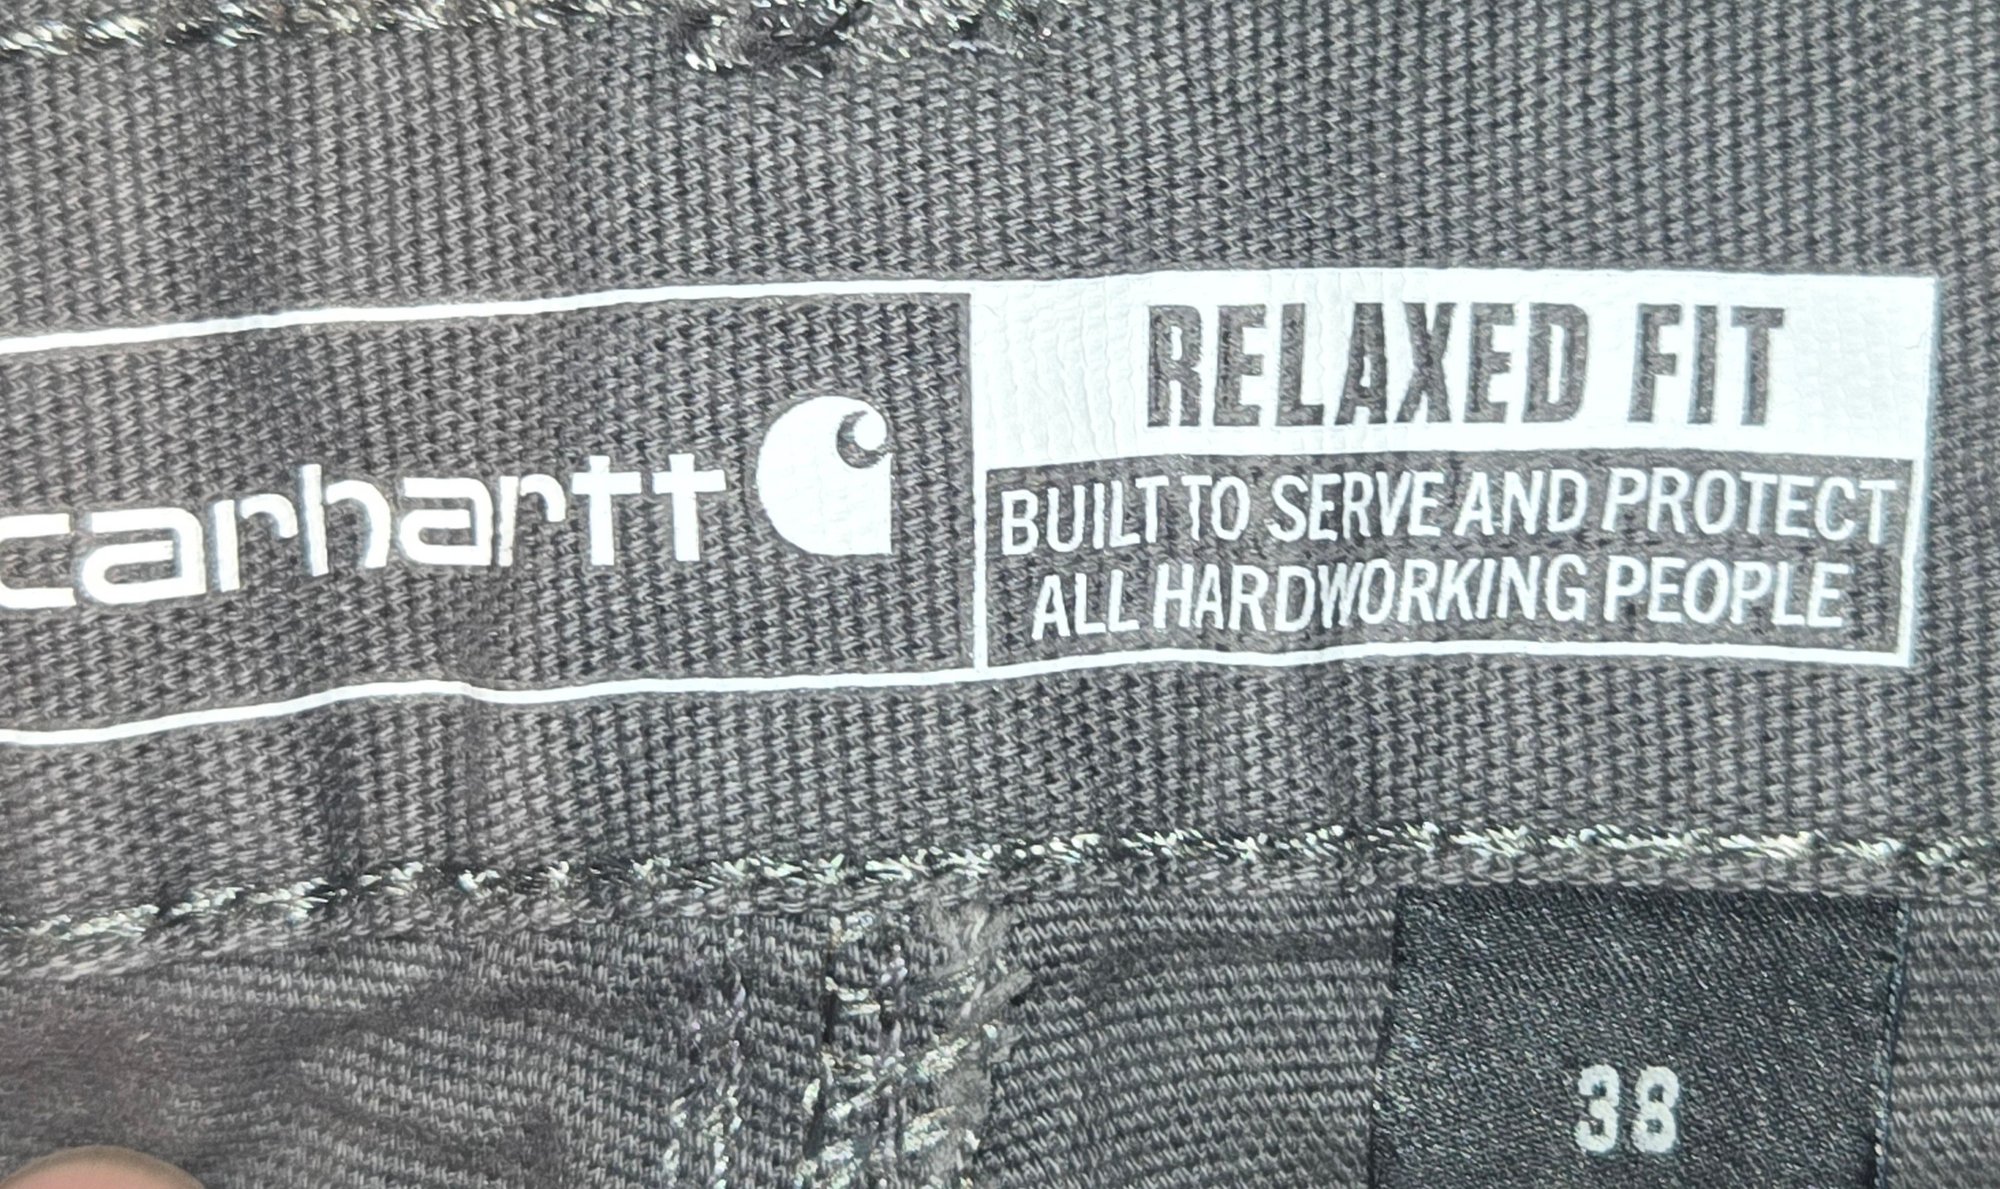 carhartt
RELAXED FIT
BUILT TO SERVE AND PROTECT
ALL HARDWORKING PEOPLE
38